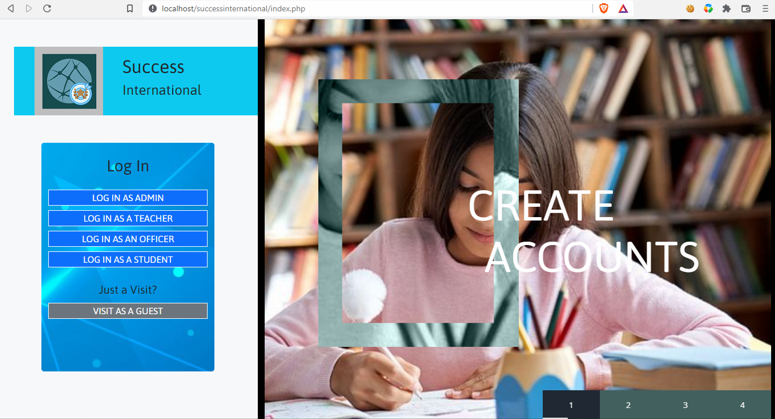 localhost/successinternational/index.php
Success
International
Log In
LOG IN AS ADMIN
LOG IN AS A TEACHER
LOG IN AS AN OFFICER
LOG IN AS A STUDENT
Just a Visit?
VISIT AS A GUEST
CREATE
ACCOUNTS
1 2 3 4